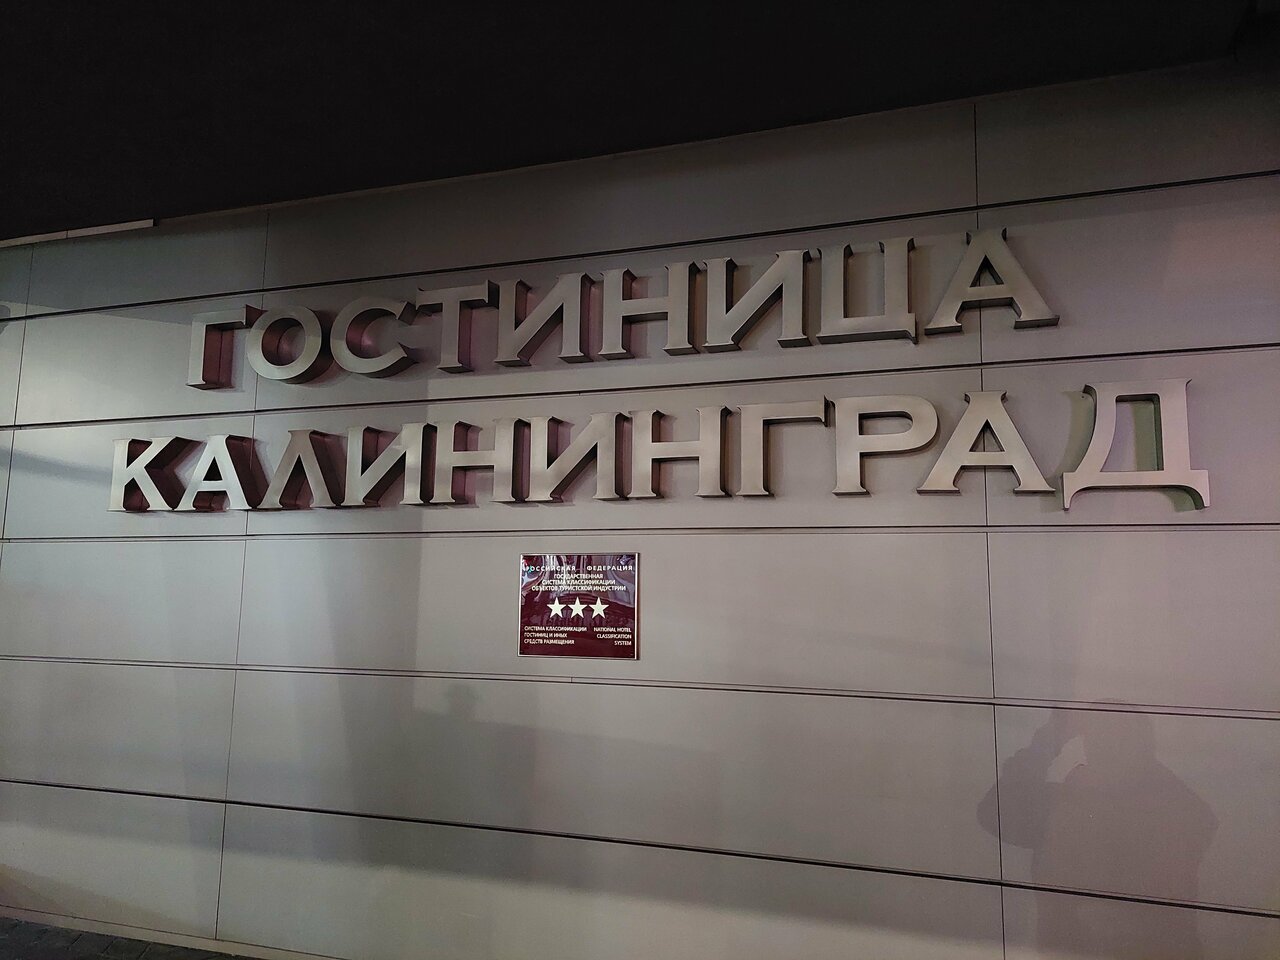 ГОСТИНИЦА
КАЛИНИНГРАД
РОССИЙСКАЯ ФЕДЕРАЦИЯ
ГОСУДАРСТВЕННАЯ
СИСТЕМА КЛАССИФИКАЦИИ
ОБЪЕКТОВ ТУРИСТСКОЙ ИНДУСТРИИ
СИСТЕМА КЛАССИФИКАЦИИ
ГОСТИНИЦ И ИНЫХ
СРЕДСТВ РАЗМЕЩЕНИЯ
NATIONAL HOTEL
CLASSIFICATION
SYSTEM